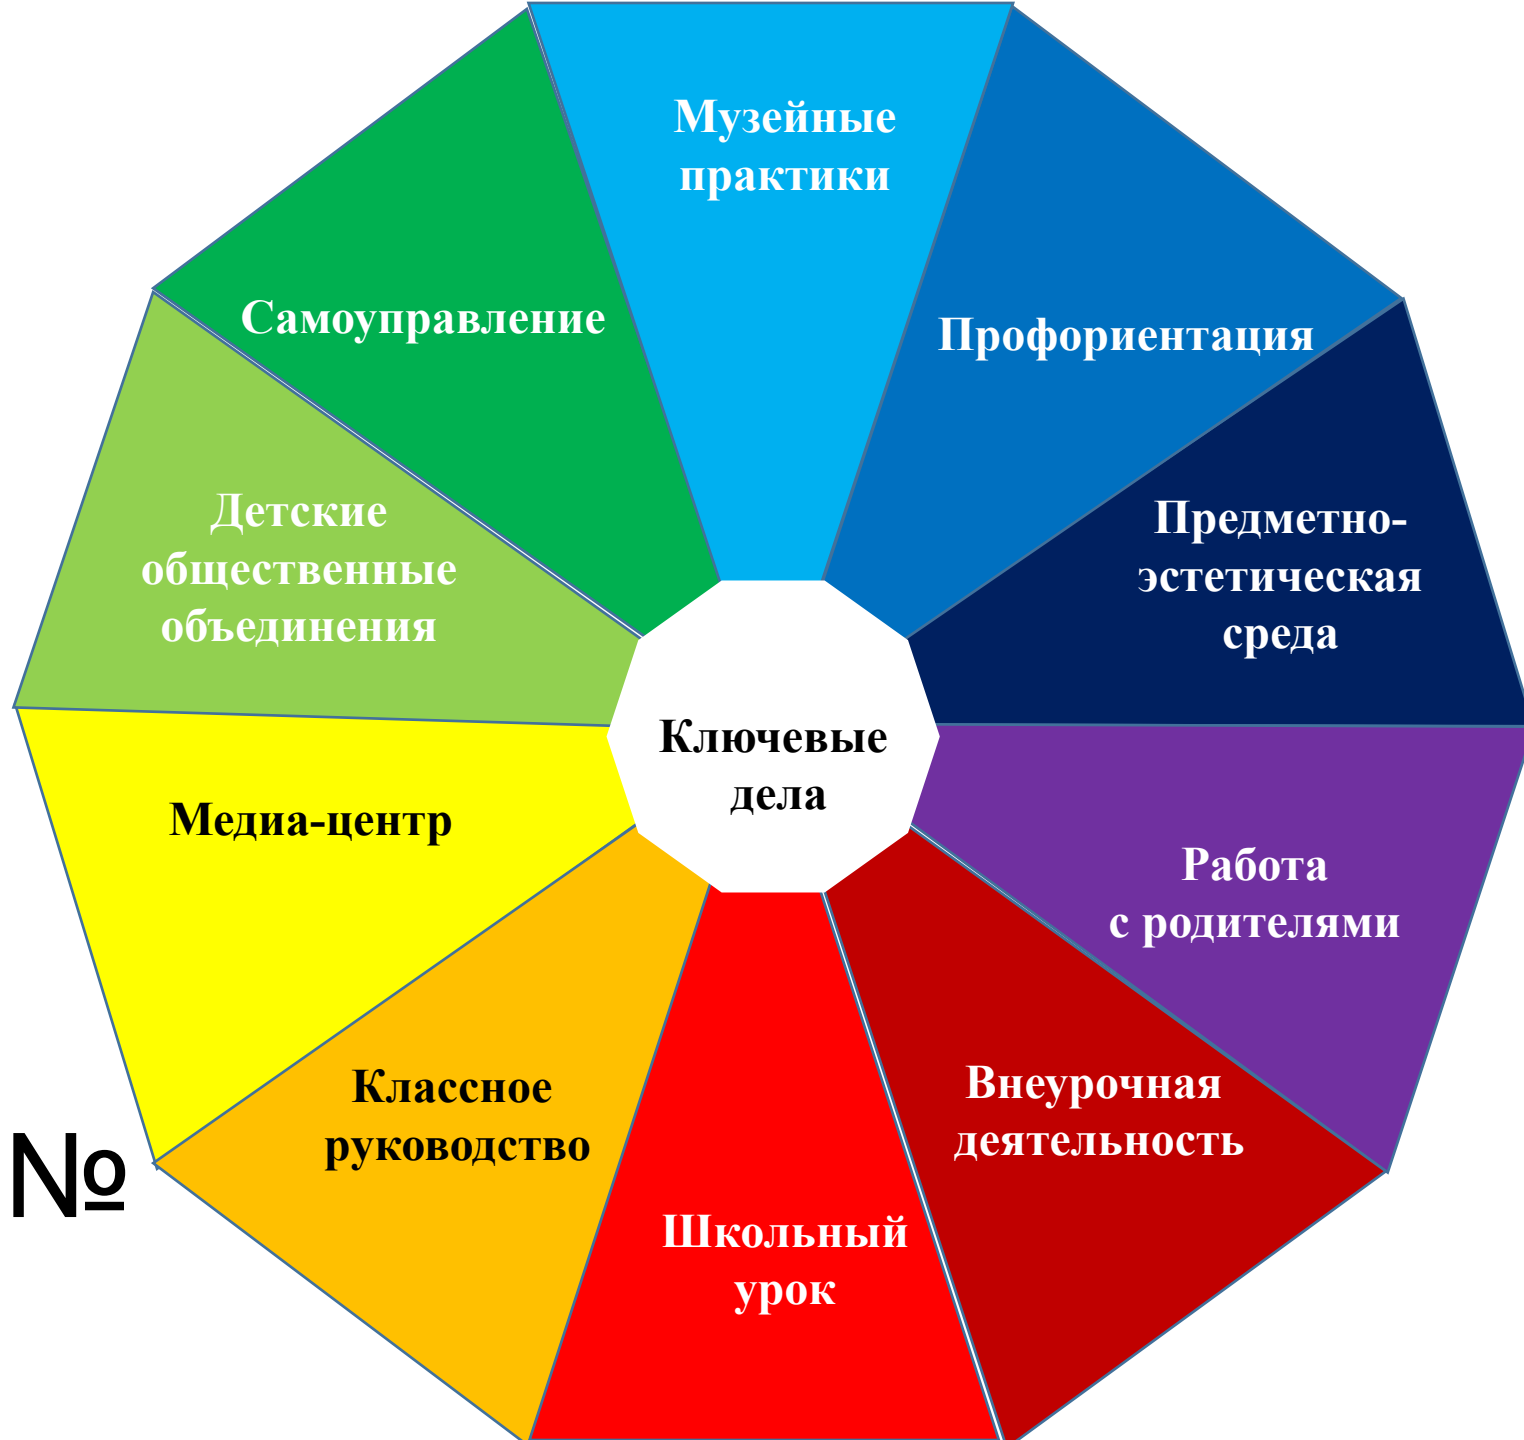 Музейные
практики
Самоуправление
Профориентация
Детские
общественные
объединения
Предметно-
эстетическая
среда
Ключевые
дела
Медиа-центр
Работа
с родителями
Классное
руководство
Внеурочная
деятельность
№
Школьный
урок